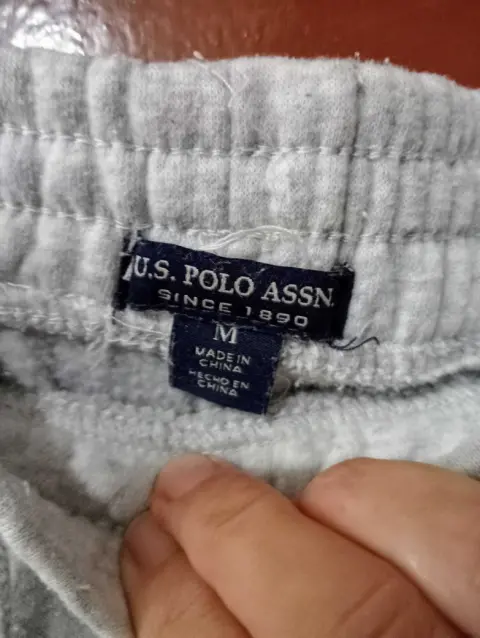 U.S. POLO ASSN.
SINCE 1890
M
MADE IN
CHINA
HECHO EN
CHINA